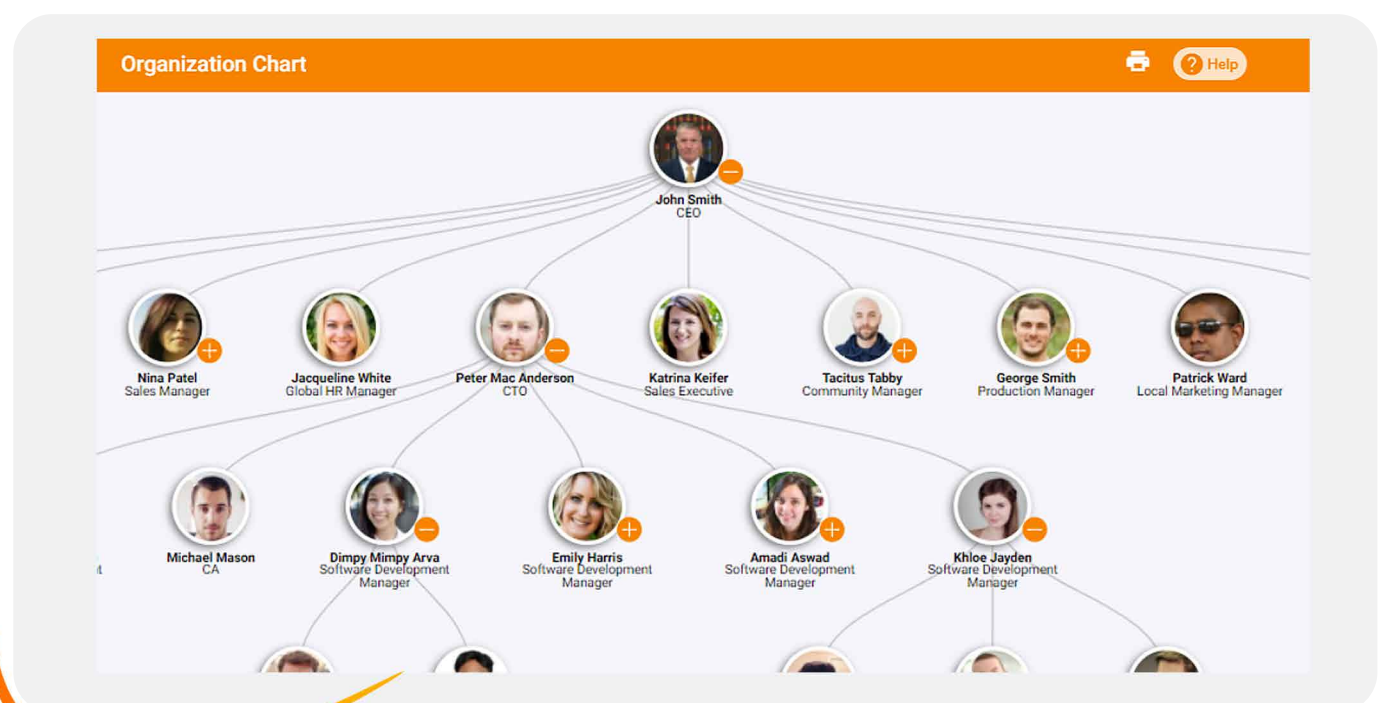 Organization Chart
? Help
John Smith
CEO
Nina Patel
Sales Manager
Jacqueline White
Global HR Manager
Peter Mac Anderson
CTO
Katrina Keifer
Sales Executive
Tacitus Tabby
Community Manager
George Smith
Production Manager
Patrick Ward
Local Marketing Manager
Michael Mason
CA
Dimpy Mimpy Arva
Software Development
Manager
Emily Harris
Software Development
Manager
Amadi Aswad
Software Development
Manager
Khloe Jayden
Software Development
Manager